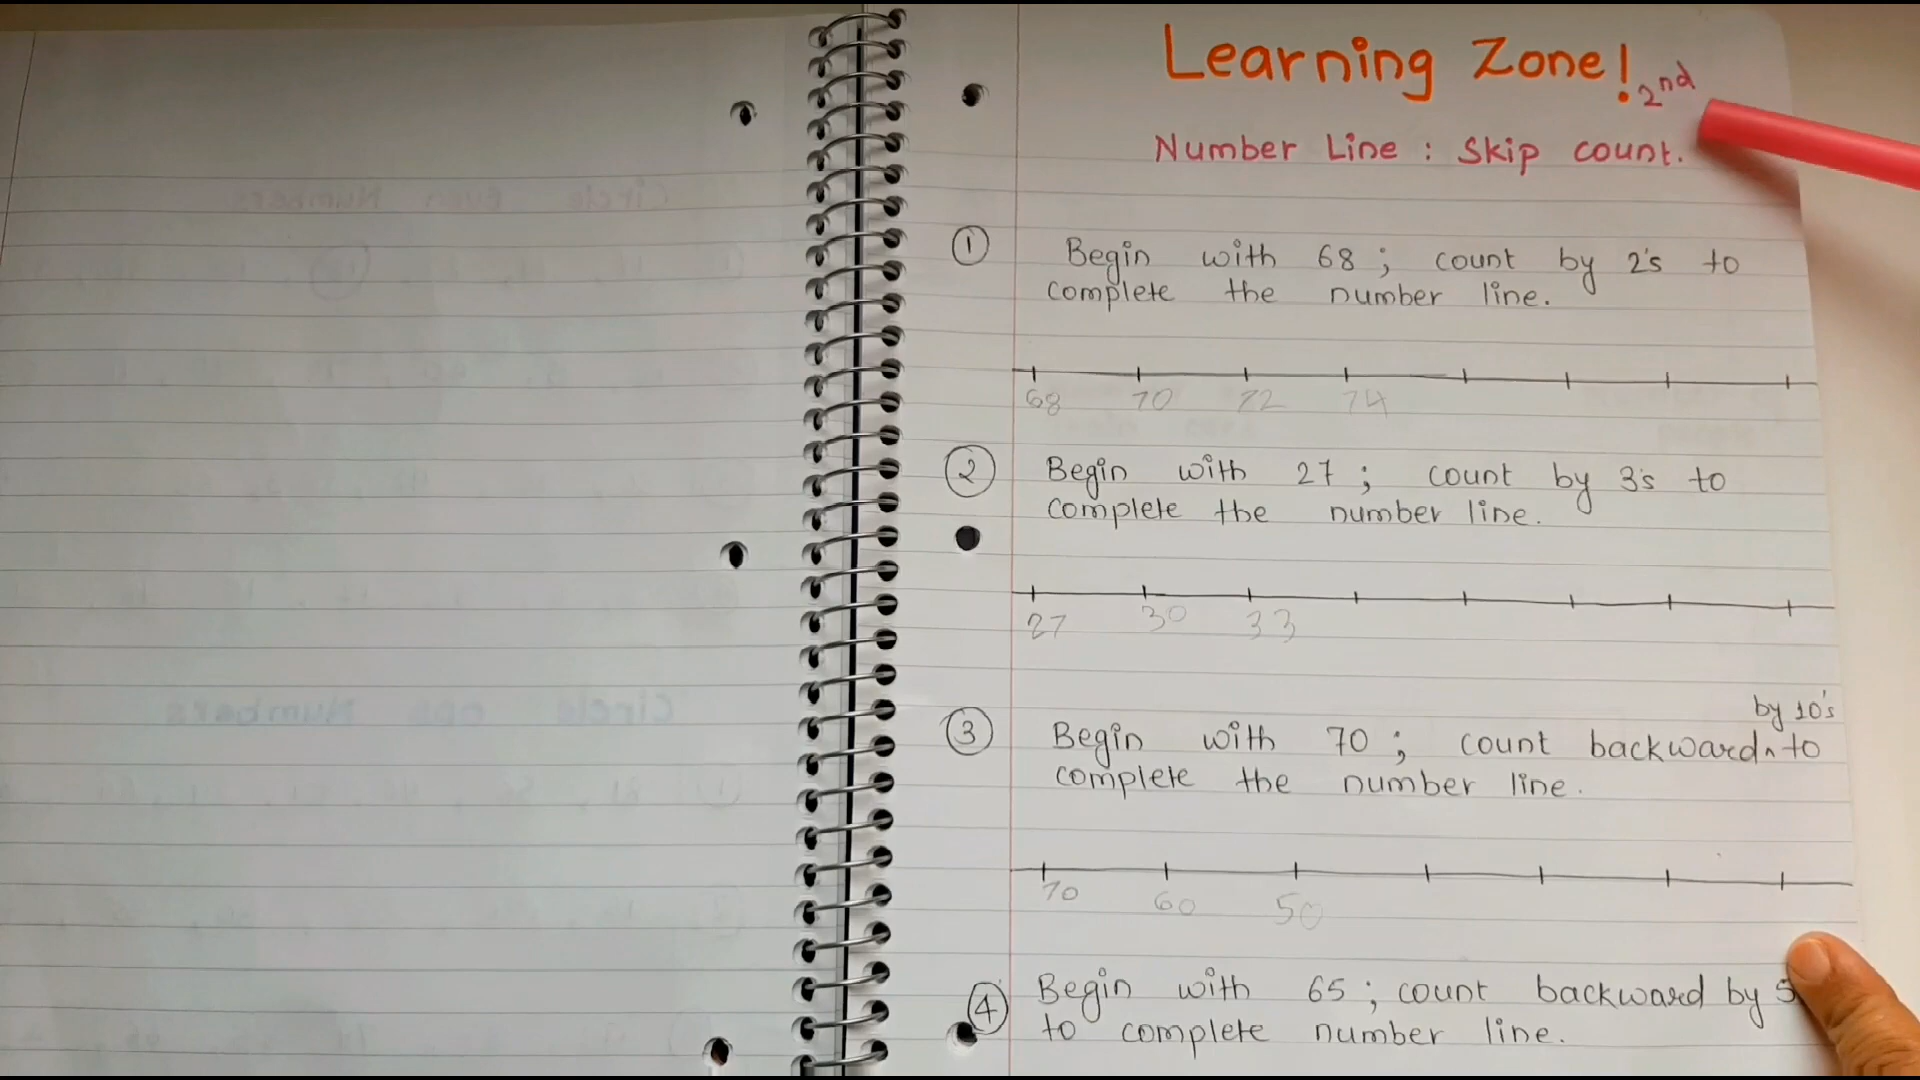 Learning Zone!
2nd
Number Line : Skip count.
① Begin with 68 ; count by 2's to
complete the number line.
68 70 72 74
② Begin with 27 ; count by 3's to
complete the number line.
27 30 33
by 10's
③ Begin with 70 ; count backward ^ to
complete the number line.
70 60 50
④ Begin with 65 ; count backward by
to complete number line.